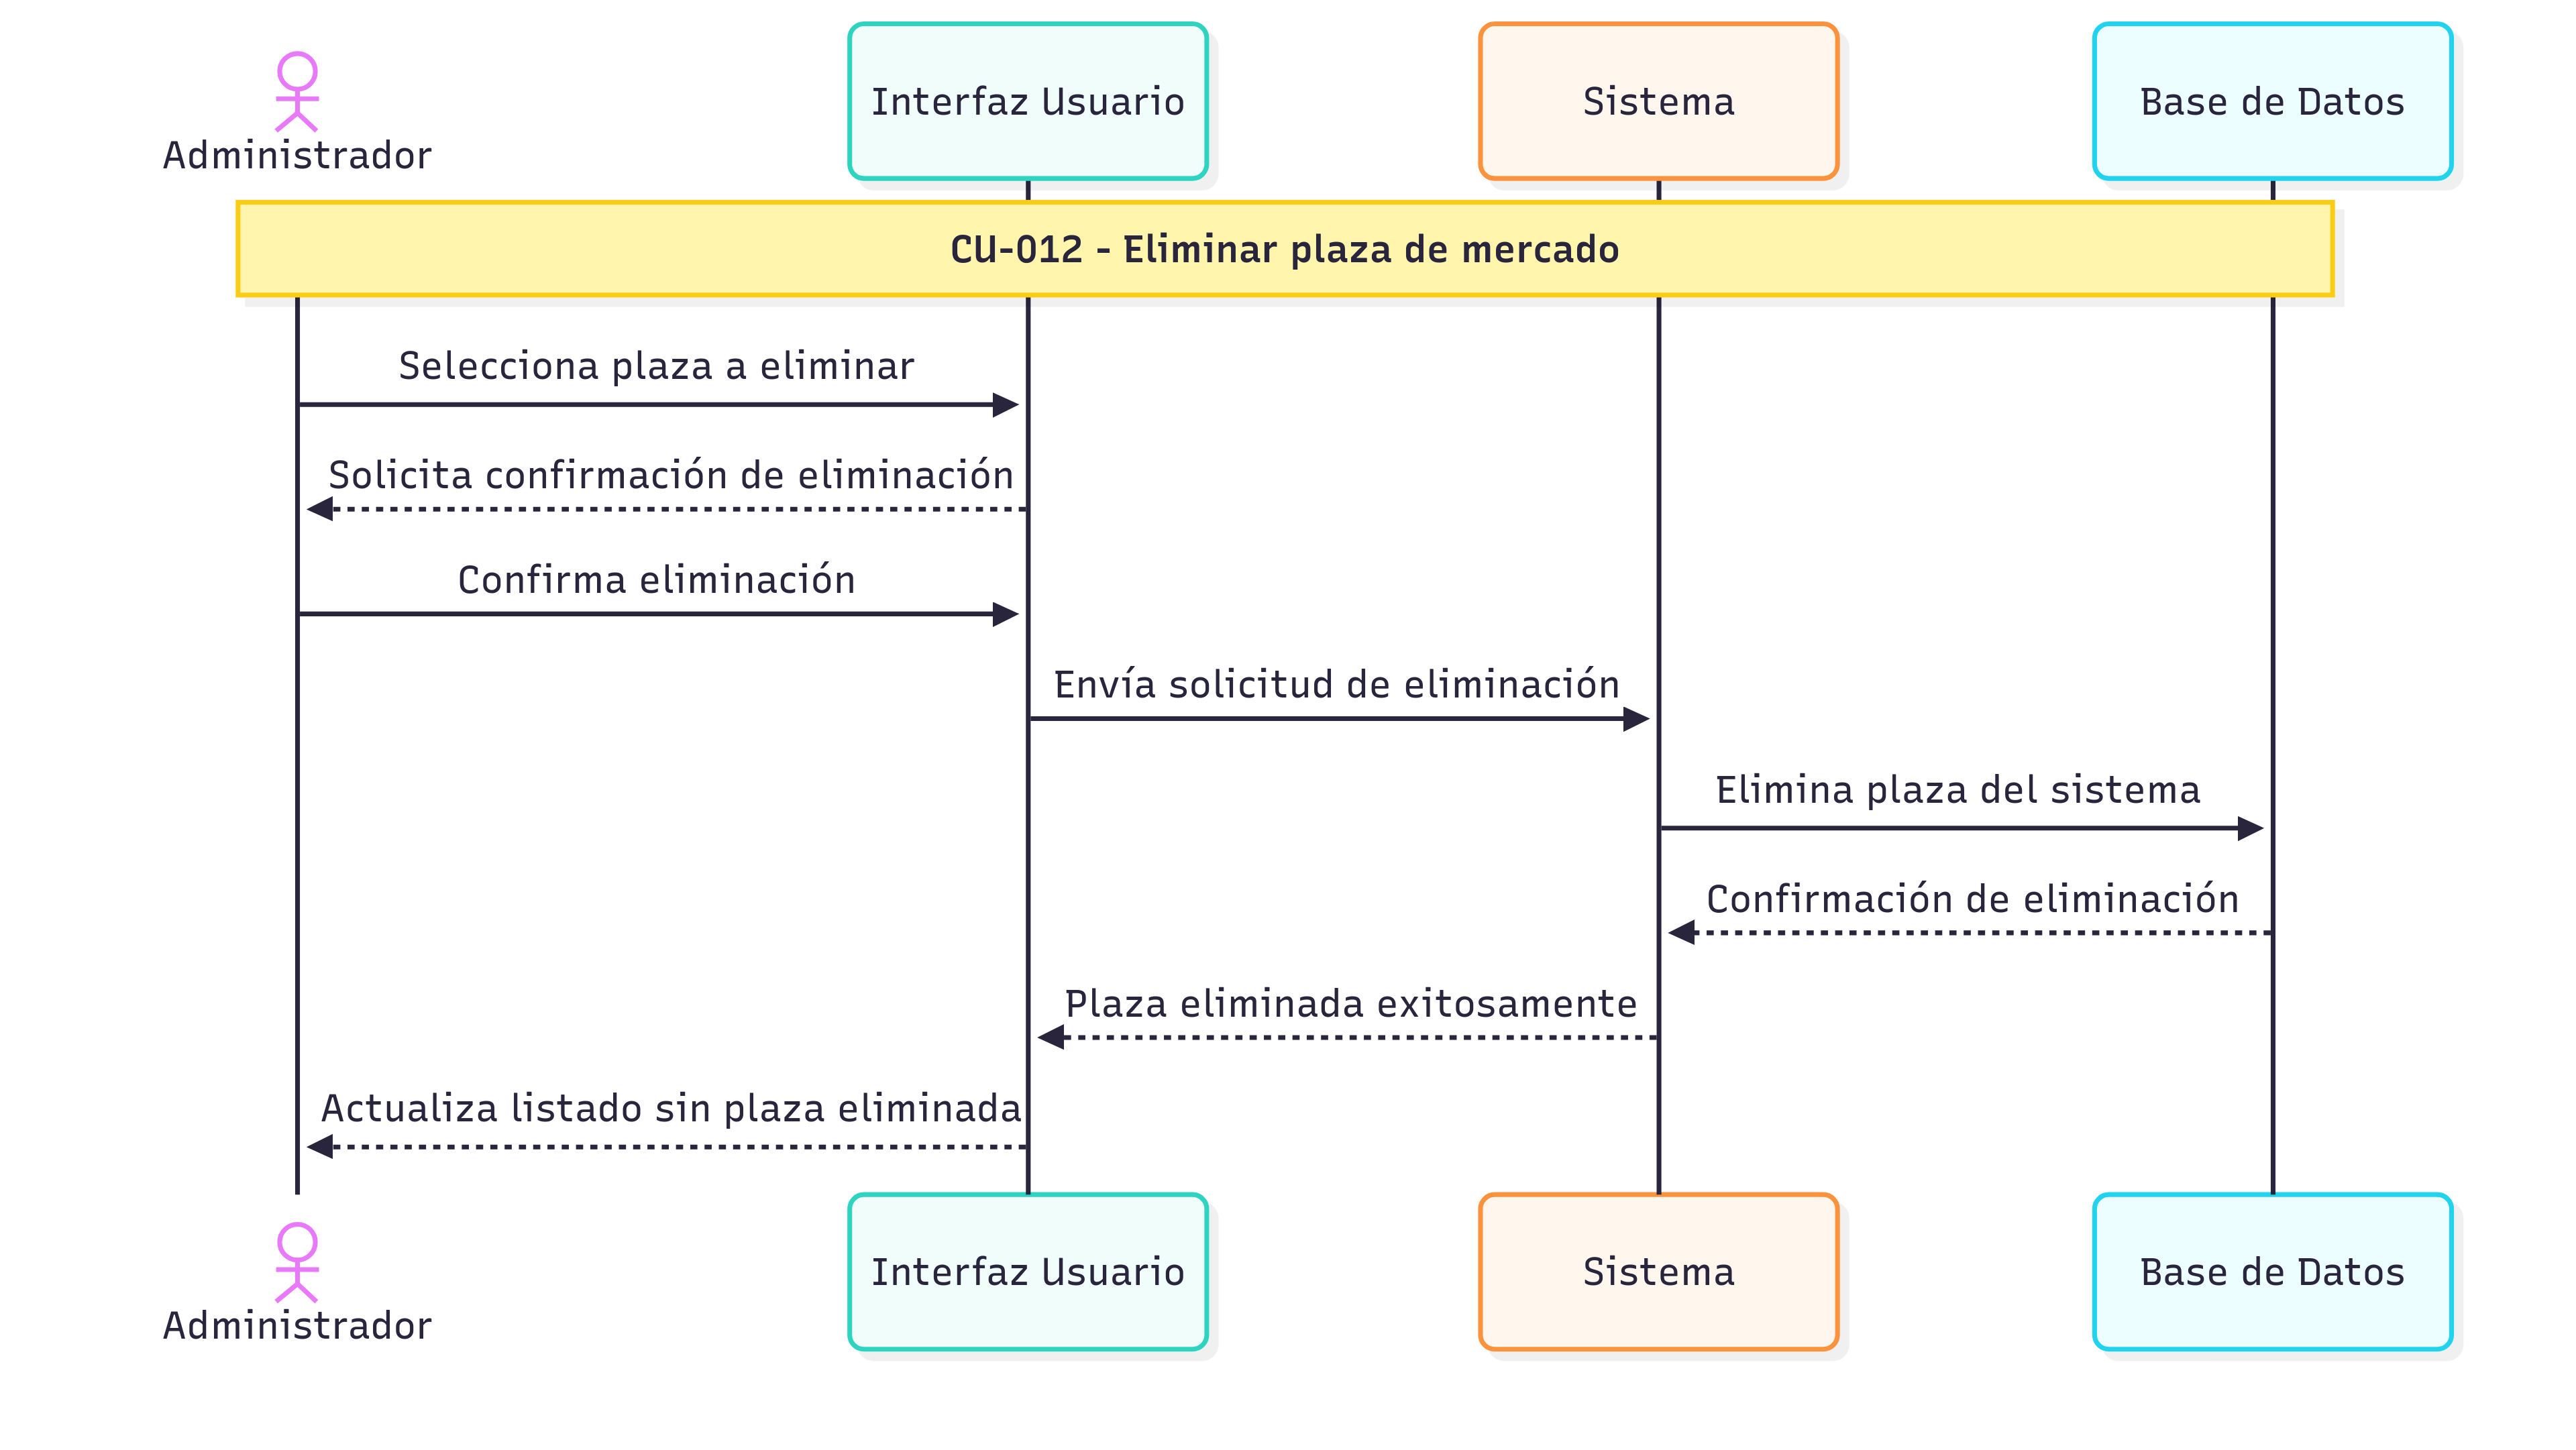 Administrador
Interfaz Usuario
Sistema
Base de Datos
CU-012 - Eliminar plaza de mercado
Selecciona plaza a eliminar
Solicita confirmación de eliminación
Confirma eliminación
Envía solicitud de eliminación
Elimina plaza del sistema
Confirmación de eliminación
Plaza eliminada exitosamente
Actualiza listado sin plaza eliminada
Administrador
Interfaz Usuario
Sistema
Base de Datos